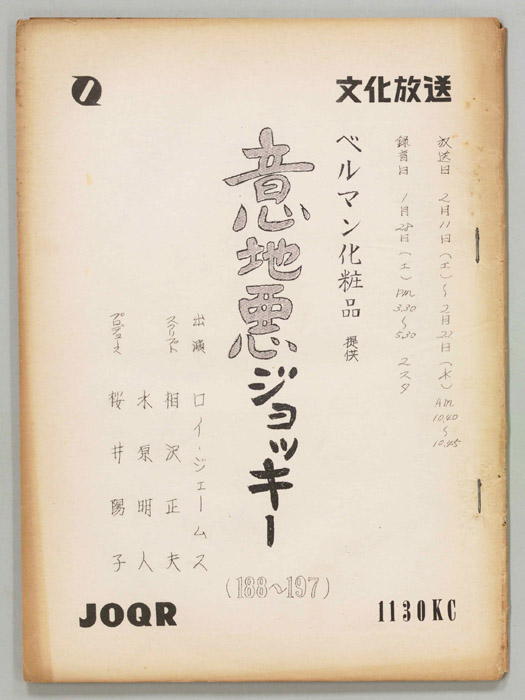 文化放送
放送日 2月11日(土)〜2月22日(水) AM 10.40〜10.45
録音日 1月28日(土) PM 3.30〜5.30 2スタ
ベルマン化粧品 提供
意地悪ジョッキー
(188〜197)
出演 ロイ・ジェームス
スクリプト 相沢正夫
木原明人
プロデュース 桜井陽子
JOQR
1130KC